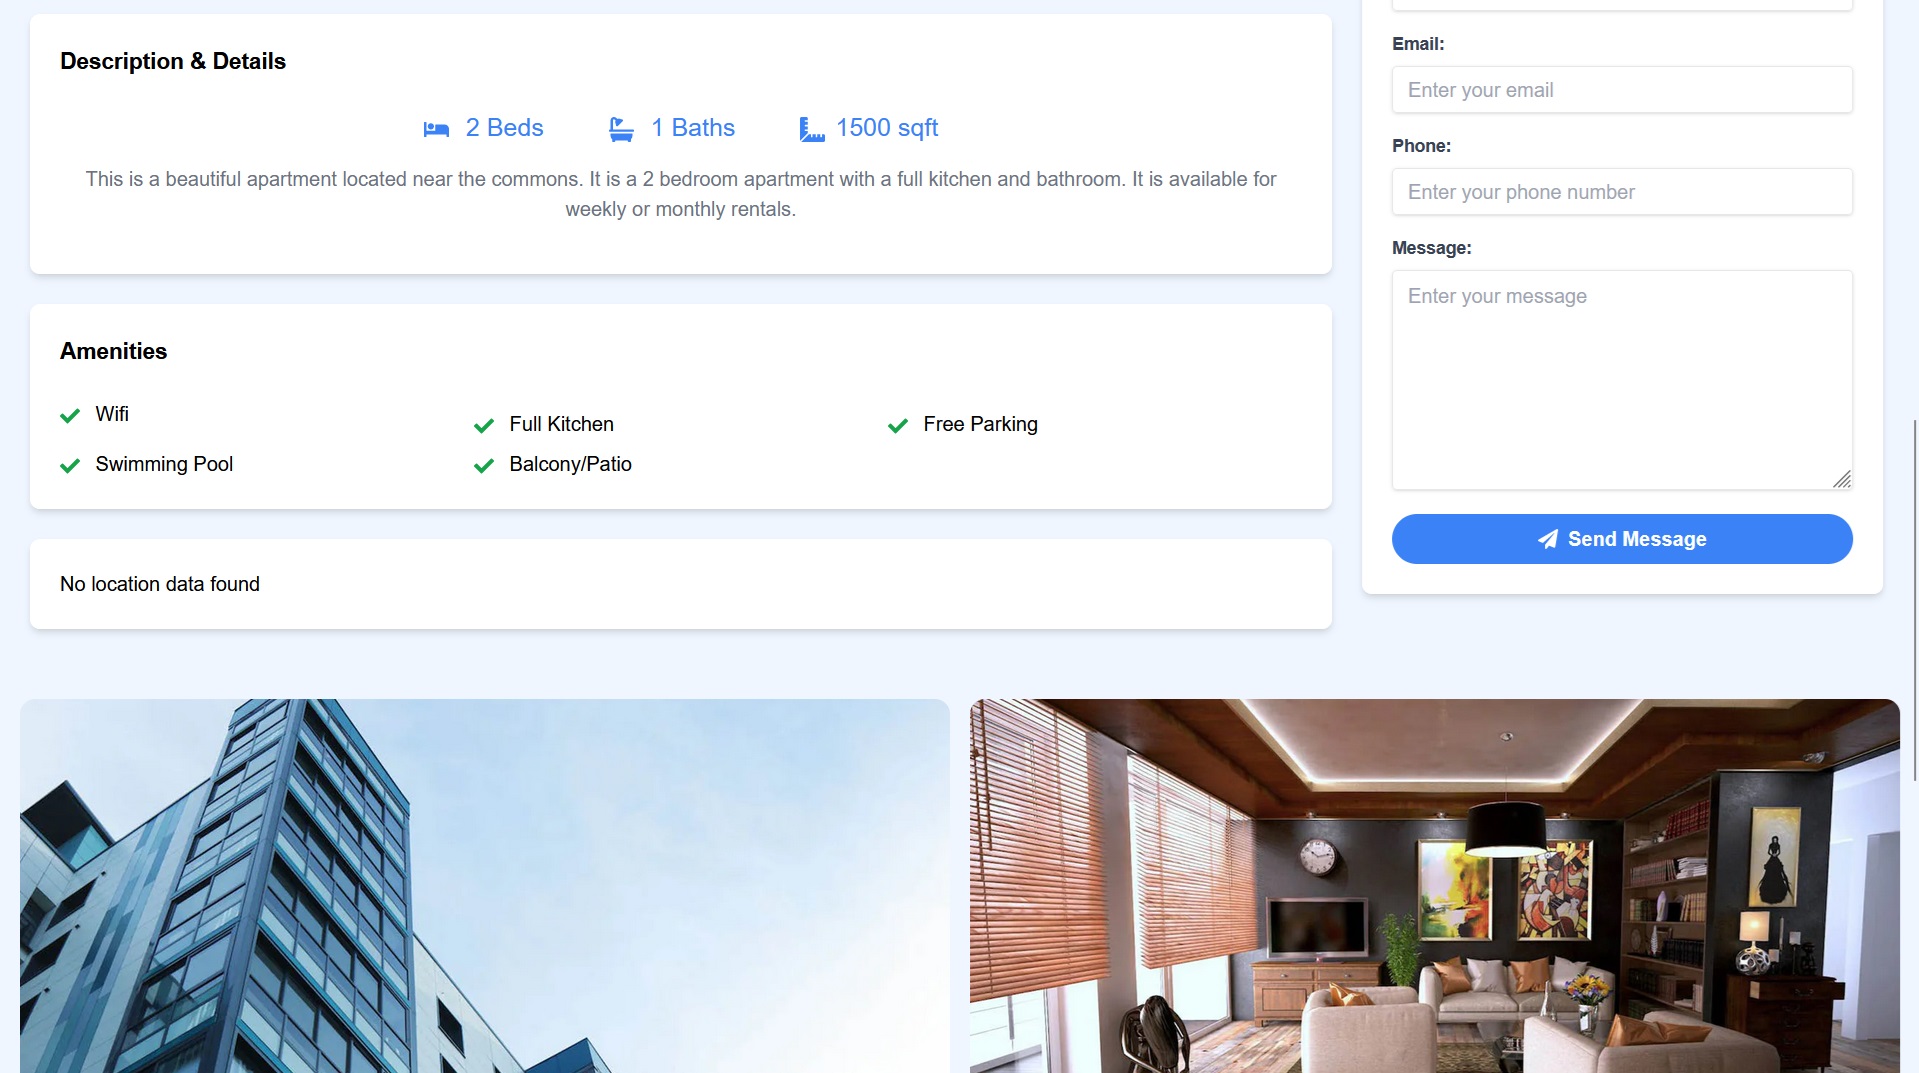 Description & Details
2 Beds
1 Baths
1500 sqft
This is a beautiful apartment located near the commons. It is a 2 bedroom apartment with a full kitchen and bathroom. It is available for
weekly or monthly rentals.
Amenities
Wifi
Full Kitchen
Free Parking
Swimming Pool
Balcony/Patio
No location data found
Email:
Enter your email
Phone:
Enter your phone number
Message:
Enter your message
Send Message